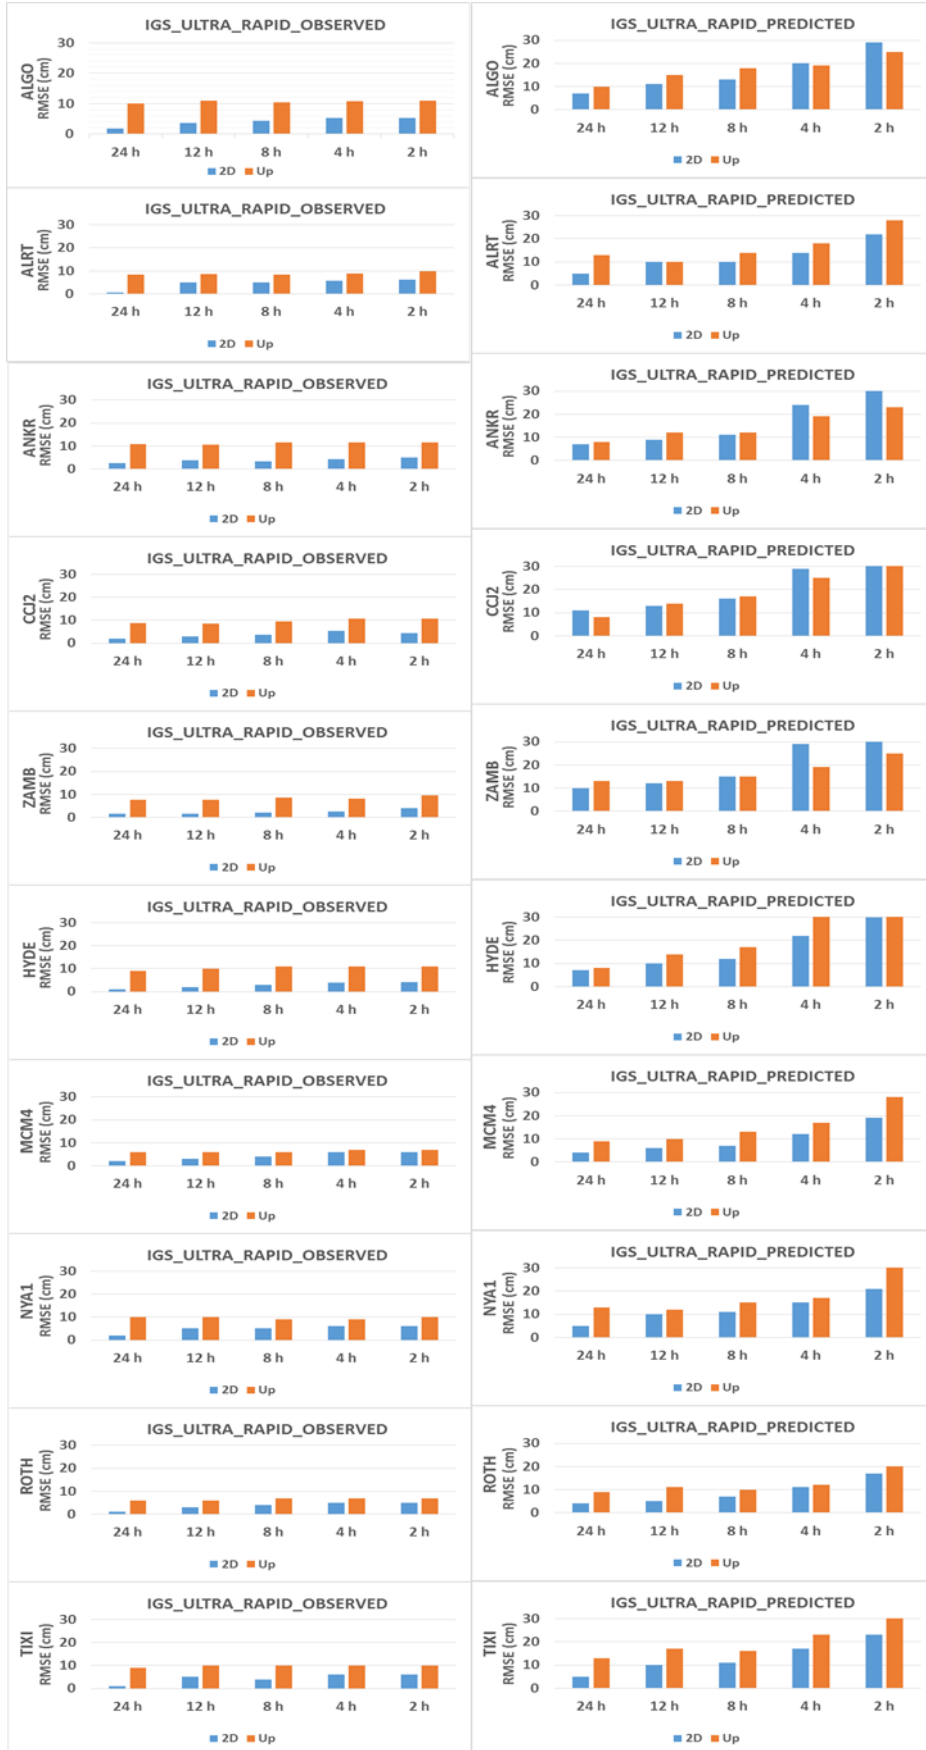 IGS_ULTRA_RAPID_OBSERVED
ALGO
RMSE (cm)
30
20
10
0
24 h 12 h 8 h 4 h 2 h
2D Up
IGS_ULTRA_RAPID_PREDICTED
ALGO
RMSE (cm)
30
20
10
0
24 h 12 h 8 h 4 h 2 h
2D Up
IGS_ULTRA_RAPID_OBSERVED
ALRT
RMSE (cm)
30
20
10
0
24 h 12 h 8 h 4 h 2 h
2D Up
IGS_ULTRA_RAPID_PREDICTED
ALRT
RMSE (cm)
30
20
10
0
24 h 12 h 8 h 4 h 2 h
2D Up
IGS_ULTRA_RAPID_OBSERVED
ANKR
RMSE (cm)
30
20
10
0
24 h 12 h 8 h 4 h 2 h
2D Up
IGS_ULTRA_RAPID_PREDICTED
ANKR
RMSE (cm)
30
20
10
0
24 h 12 h 8 h 4 h 2 h
2D Up
IGS_ULTRA_RAPID_OBSERVED
CCJ2
RMSE (cm)
30
20
10
0
24 h 12 h 8 h 4 h 2 h
2D Up
IGS_ULTRA_RAPID_PREDICTED
CCJ2
RMSE (cm)
30
20
10
0
24 h 12 h 8 h 4 h 2 h
2D Up
IGS_ULTRA_RAPID_OBSERVED
ZAMB
RMSE (cm)
30
20
10
0
24 h 12 h 8 h 4 h 2 h
2D Up
IGS_ULTRA_RAPID_PREDICTED
ZAMB
RMSE (cm)
30
20
10
0
24 h 12 h 8 h 4 h 2 h
2D Up
IGS_ULTRA_RAPID_OBSERVED
HYDE
RMSE (cm)
30
20
10
0
24 h 12 h 8 h 4 h 2 h
2D Up
IGS_ULTRA_RAPID_PREDICTED
HYDE
RMSE (cm)
30
20
10
0
24 h 12 h 8 h 4 h 2 h
2D Up
IGS_ULTRA_RAPID_OBSERVED
MCM4
RMSE (cm)
30
20
10
0
24 h 12 h 8 h 4 h 2 h
2D Up
IGS_ULTRA_RAPID_PREDICTED
MCM4
RMSE (cm)
30
20
10
0
24 h 12 h 8 h 4 h 2 h
2D Up
IGS_ULTRA_RAPID_OBSERVED
NYA1
RMSE (cm)
30
20
10
0
24 h 12 h 8 h 4 h 2 h
2D Up
IGS_ULTRA_RAPID_PREDICTED
NYA1
RMSE (cm)
30
20
10
0
24 h 12 h 8 h 4 h 2 h
2D Up
IGS_ULTRA_RAPID_OBSERVED
ROTH
RMSE (cm)
30
20
10
0
24 h 12 h 8 h 4 h 2 h
2D Up
IGS_ULTRA_RAPID_PREDICTED
ROTH
RMSE (cm)
30
20
10
0
24 h 12 h 8 h 4 h 2 h
2D Up
IGS_ULTRA_RAPID_OBSERVED
TIXI
RMSE (cm)
30
20
10
0
24 h 12 h 8 h 4 h 2 h
2D Up
IGS_ULTRA_RAPID_PREDICTED
TIXI
RMSE (cm)
30
20
10
0
24 h 12 h 8 h 4 h 2 h
2D Up